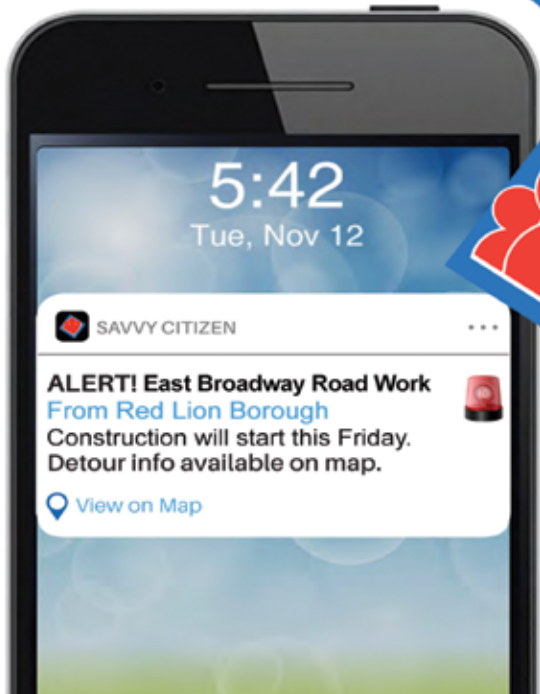 5:42
Tue, Nov 12
SAVVY CITIZEN
ALERT! East Broadway Road Work
From Red Lion Borough
Construction will start this Friday.
Detour info available on map.
View on Map